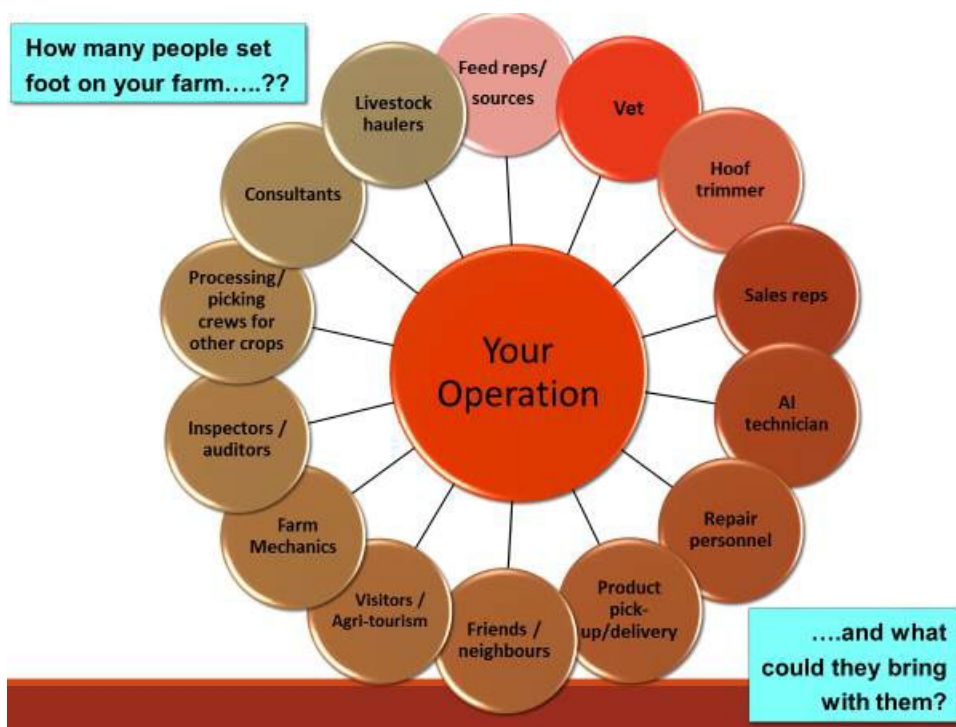 How many people set
foot on your farm…..??
Feed reps/
sources
Vet
Hoof
trimmer
Sales reps
AI
technician
Repair
personnel
Product
pick-
up/delivery
Friends /
neighbours
Visitors /
Agri-tourism
Farm
Mechanics
Inspectors /
auditors
Processing/
picking
crews for
other crops
Consultants
Livestock
haulers
Your
Operation
….and what
could they bring
with them?